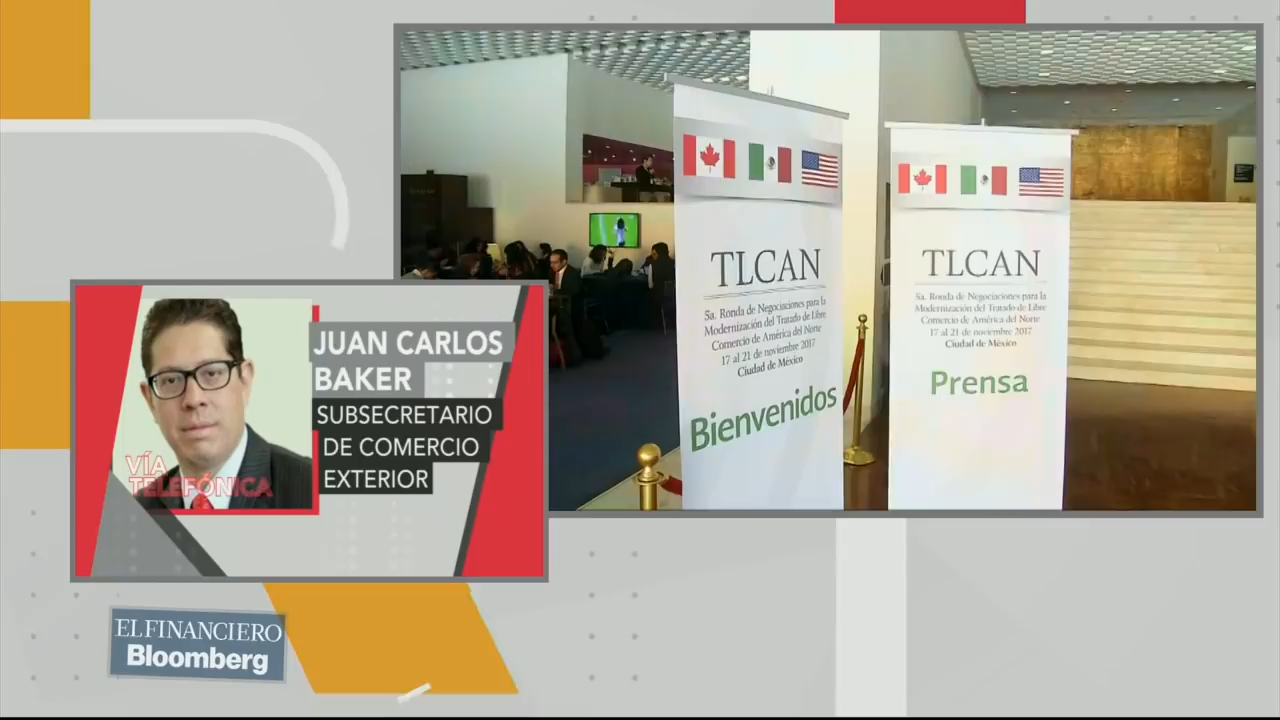 TLCAN
5a. Ronda de Negociaciones para la
Modernización del Tratado de Libre
Comercio de América del Norte
17 al 21 de noviembre 2017
Ciudad de México
Bienvenidos
TLCAN
5a. Ronda de Negociaciones para la
Modernización del Tratado de Libre
Comercio de América del Norte
17 al 21 de noviembre 2017
Ciudad de México
Prensa
JUAN CARLOS
BAKER
SUBSECRETARIO
DE COMERCIO
EXTERIOR
VÍA
TELEFÓNICA
EL FINANCIERO
Bloomberg